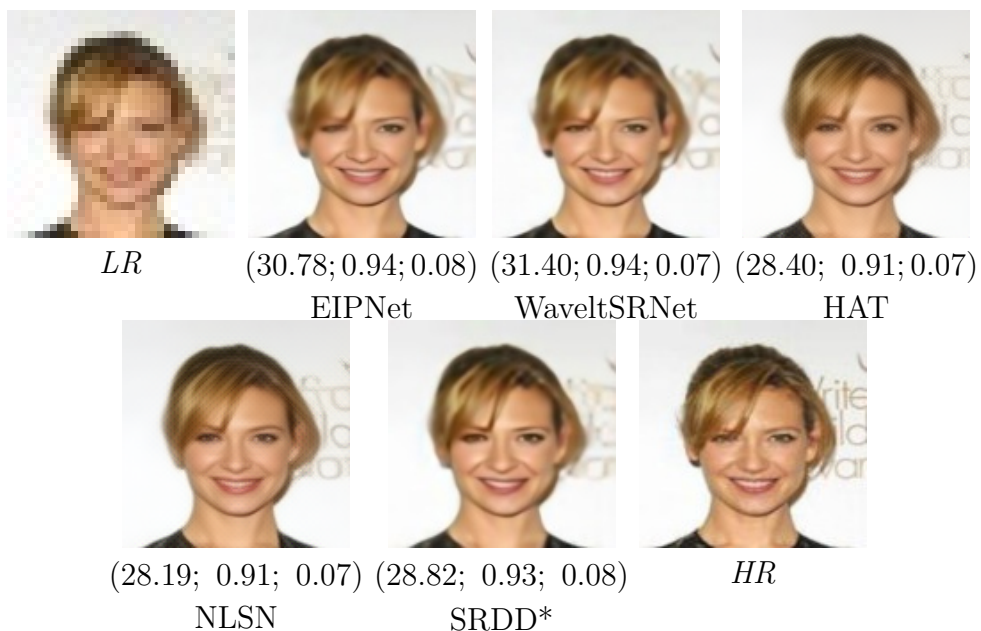 LR
(30.78; 0.94; 0.08) (31.40; 0.94; 0.07) (28.40; 0.91; 0.07)
EIPNet WaveltSRNet HAT
(28.19; 0.91; 0.07) (28.82; 0.93; 0.08) HR
NLSN SRDD*